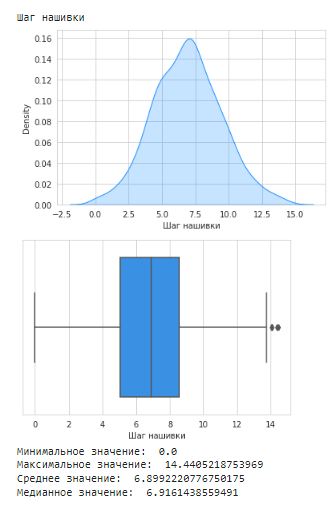 Шаг нашивки
0.16
0.14
0.12
0.10
0.08
0.06
0.04
0.02
0.00
Density
−2.5 0.0 2.5 5.0 7.5 10.0 12.5 15.0
Шаг нашивки
0 2 4 6 8 10 12 14
Шаг нашивки
Минимальное значение: 0.0
Максимальное значение: 14.4405218753969
Среднее значение: 6.8992220776750175
Медианное значение: 6.9161438559491